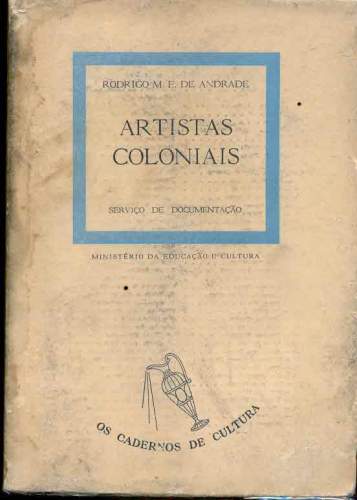 RODRIGO M. F. DE ANDRADE
ARTISTAS
COLONIAIS
SERVIÇO DE DOCUMENTAÇÃO
MINISTÉRIO DA EDUCAÇÃO E CULTURA
OS CADERNOS DE CULTURA